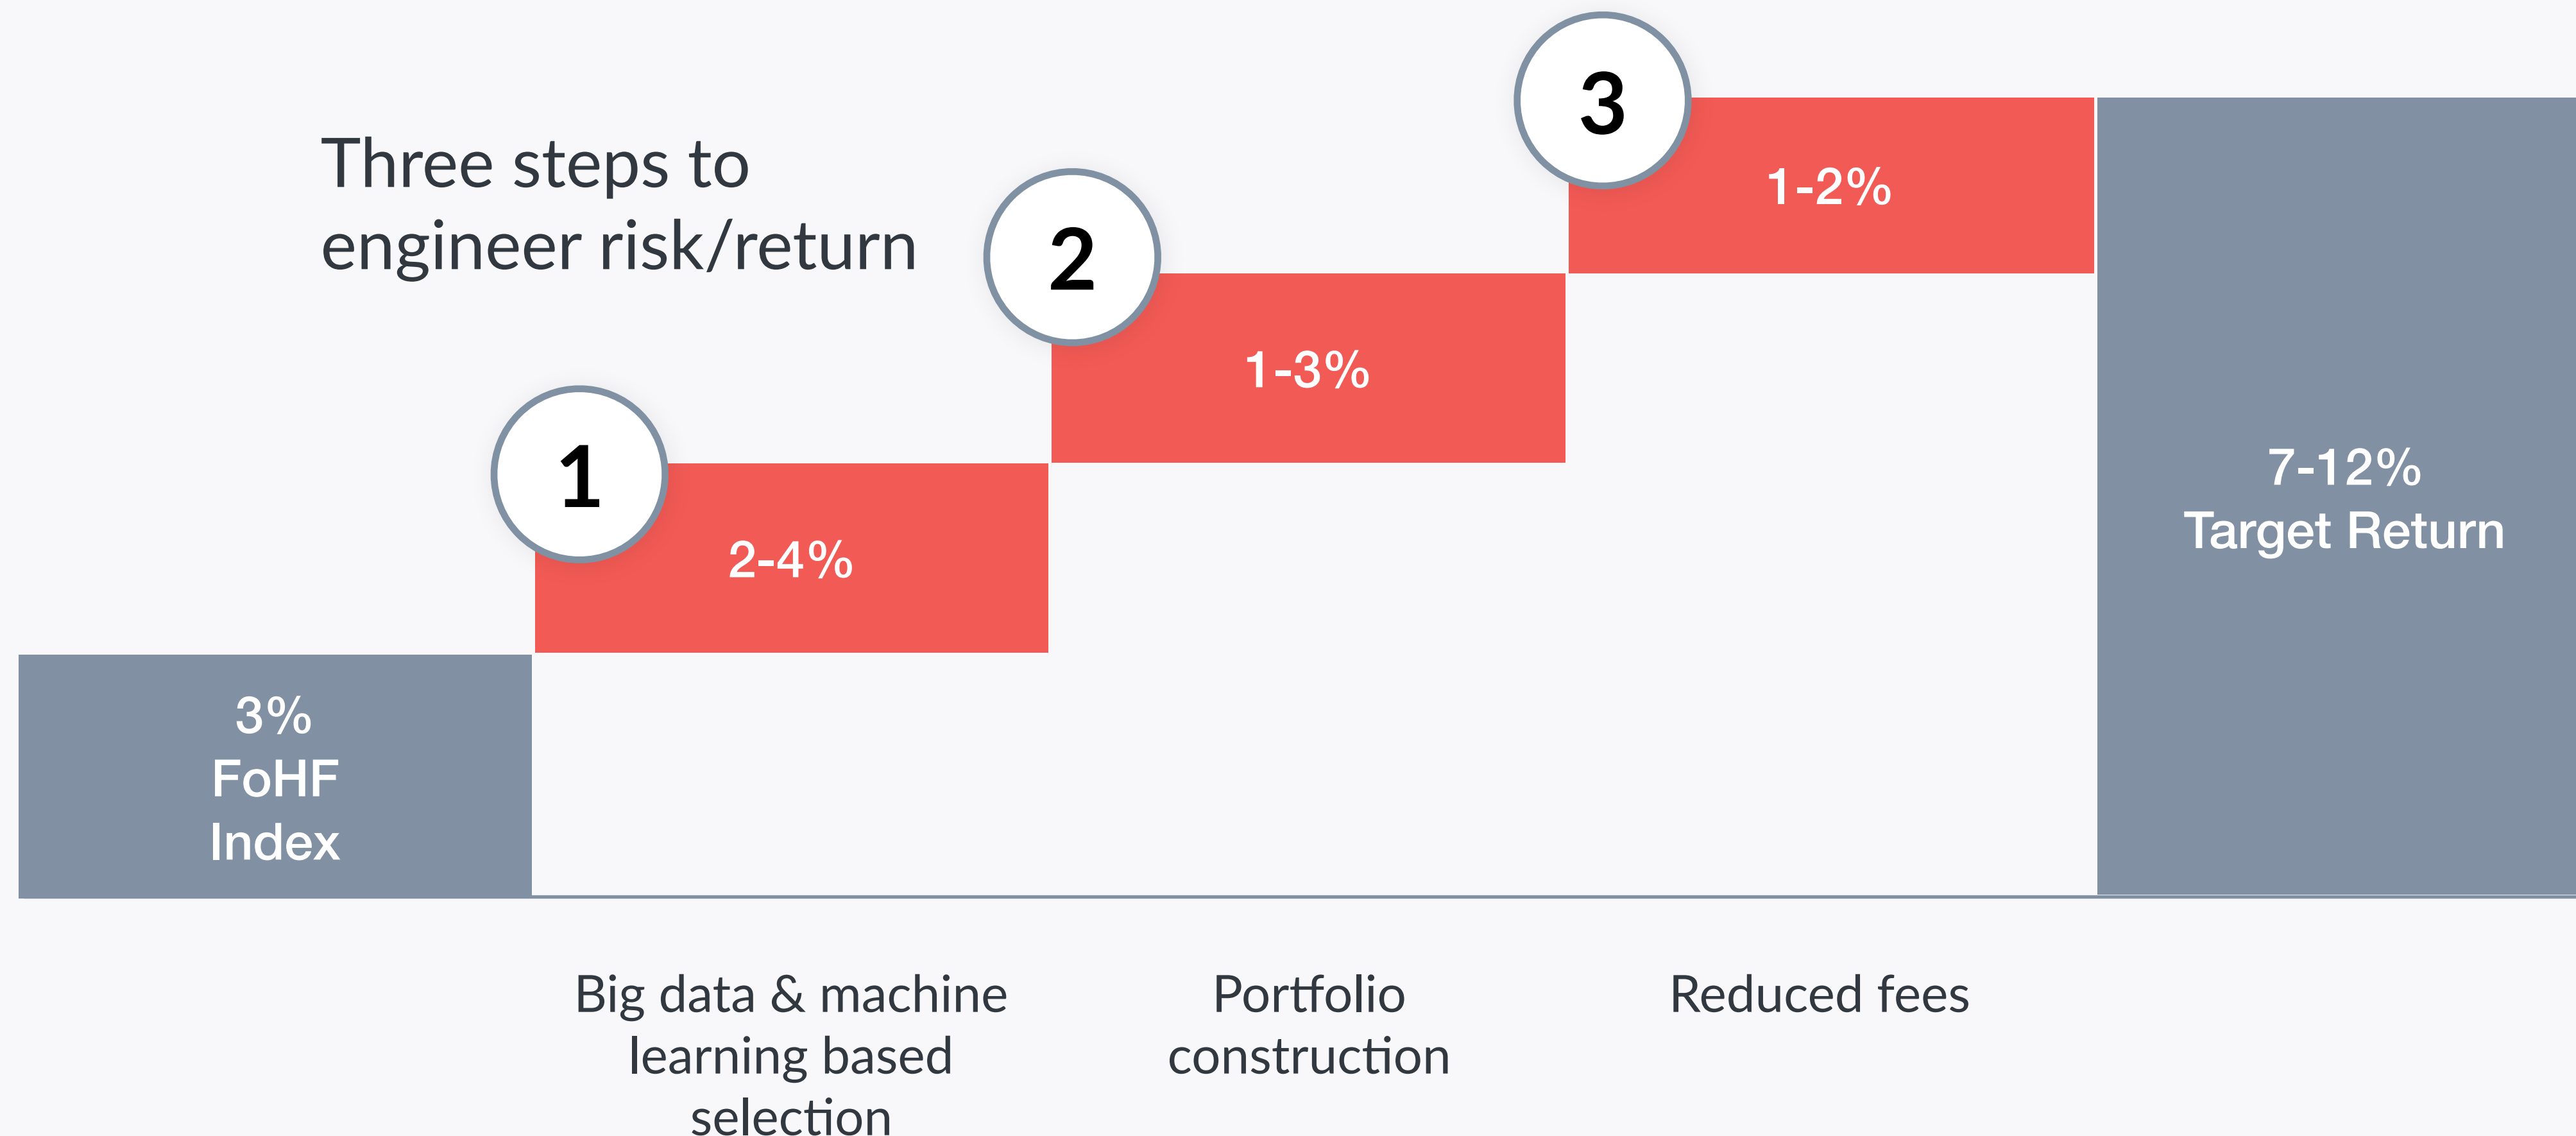 Three steps to
engineer risk/return
1
2
3
2-4%
1-3%
1-2%
3%
FoHF
Index
7-12%
Target Return
Big data & machine
learning based
selection
Portfolio
construction
Reduced fees